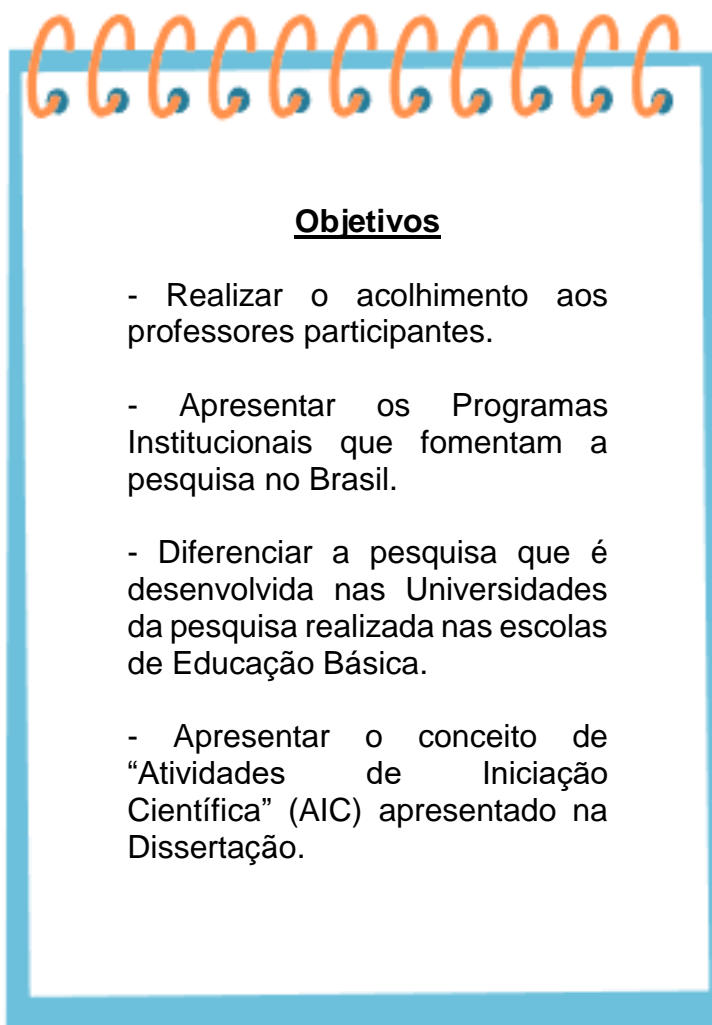 Objetivos
- Realizar o acolhimento aos
professores participantes.
- Apresentar os Programas
Institucionais que fomentam a
pesquisa no Brasil.
- Diferenciar a pesquisa que é
desenvolvida nas Universidades
da pesquisa realizada nas escolas
de Educação Básica.
- Apresentar o conceito de
“Atividades de Iniciação
Científica” (AIC) apresentado na
Dissertação.